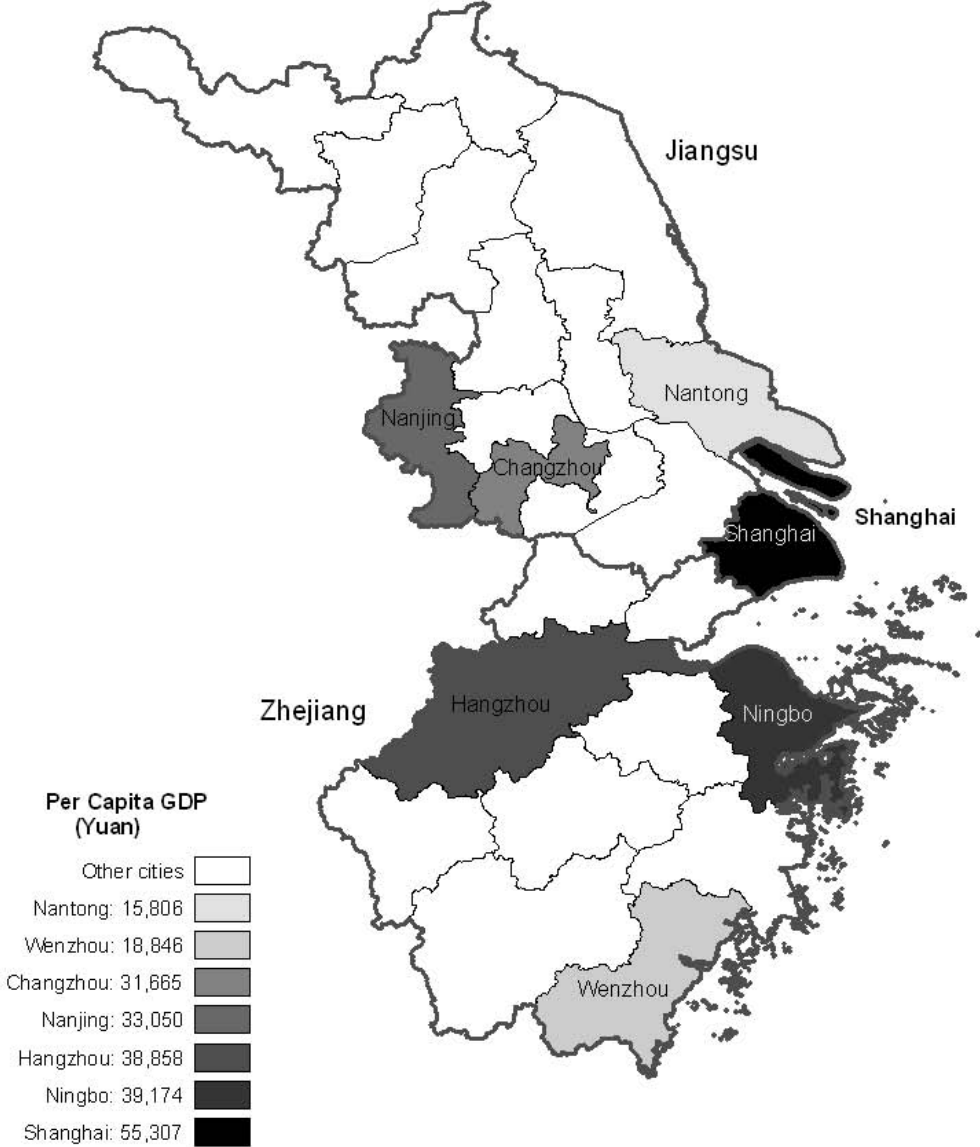 Jiangsu
Nantong
Nanjing
Changzhou
Shanghai
Shanghai
Zhejiang
Hangzhou
Ningbo
Wenzhou
Per Capita GDP
(Yuan)
Other cities
Nantong: 15,806
Wenzhou: 18,846
Changzhou: 31,665
Nanjing: 33,050
Hangzhou: 38,858
Ningbo: 39,174
Shanghai: 55,307